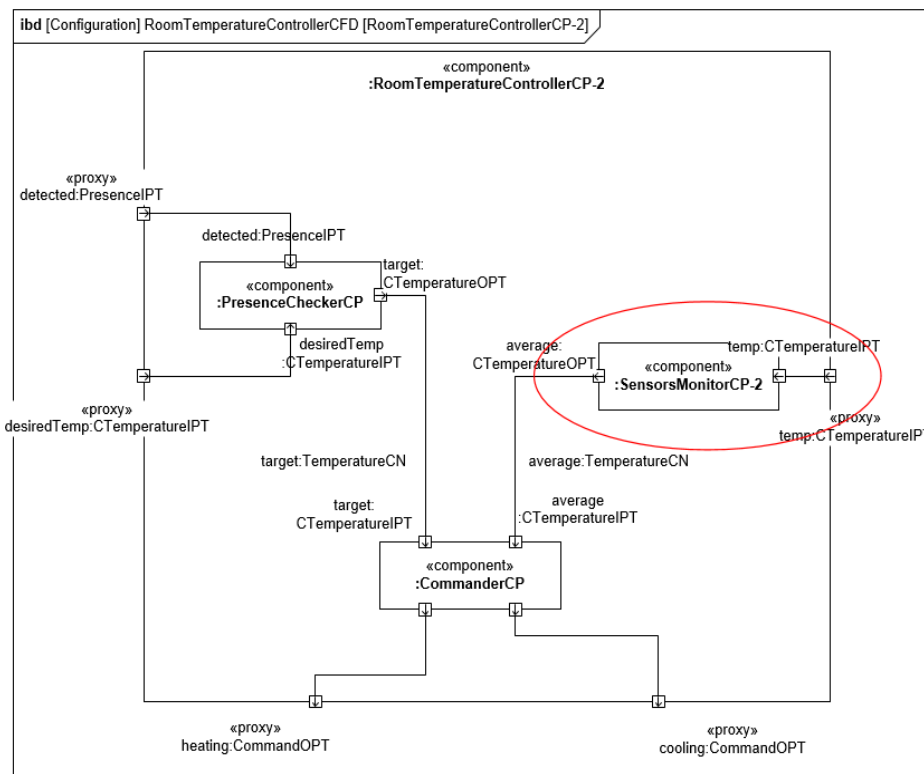 ibd [Configuration] RoomTemperatureControllerCFD [RoomTemperatureControllerCP-2]
«component»
:RoomTemperatureControllerCP-2
«proxy»
detected:PresenceIPT
detected:PresenceIPT
«component»
:PresenceCheckerCP
target:
CTemperatureOPT
desiredTemp
:CTemperatureIPT
«proxy»
desiredTemp:CTemperatureIPT
average:
CTemperatureOPT
«component»
:SensorsMonitorCP-2
temp:CTemperatureIPT
«proxy»
temp:CTemperatureIPT
target:TemperatureCN
average:TemperatureCN
target:
CTemperatureIPT
average
:CTemperatureIPT
«component»
:CommanderCP
«proxy»
heating:CommandOPT
«proxy»
cooling:CommandOPT